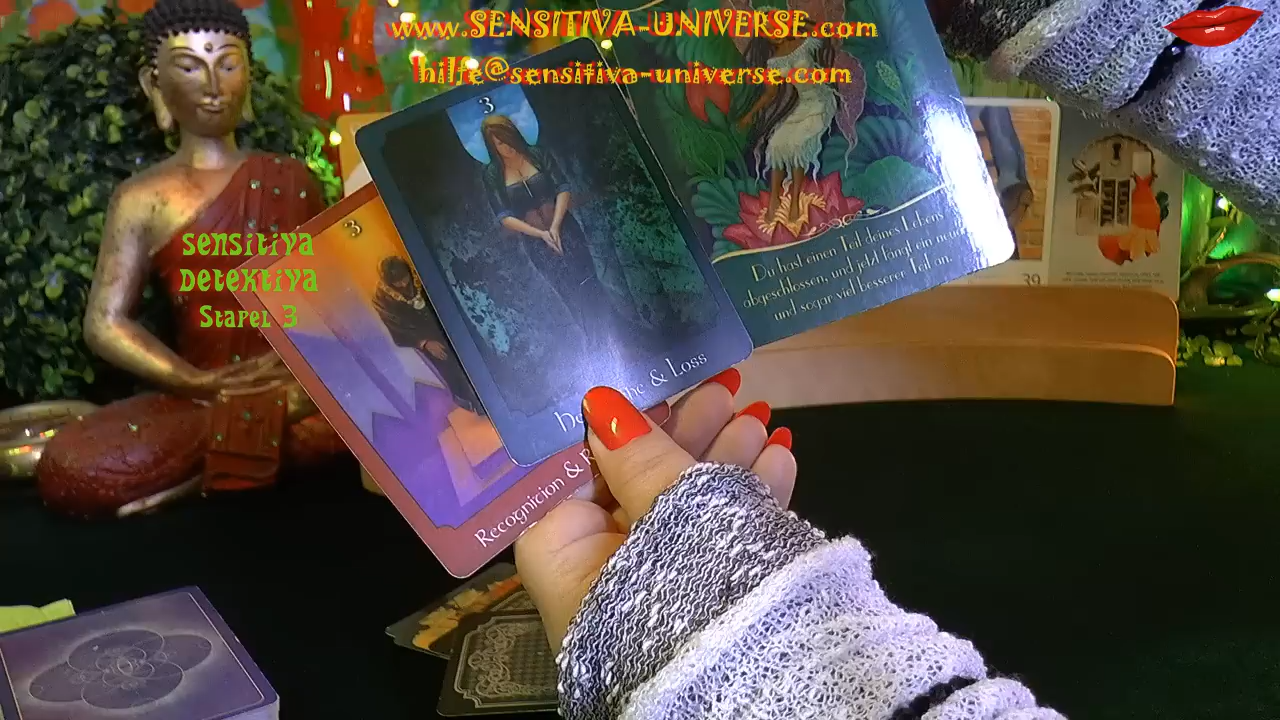 www.SENSITIVA-UNIVERSE.com
hilfe@sensitiva-universe.com
Sensitiva
Detektiva
Stapel 3
3
3
& Loss
Recognition &
Du hast einen Teil deines Lebens
abgeschlossen, und jetzt fängt ein
und sogar viel besserer Teil an.
39